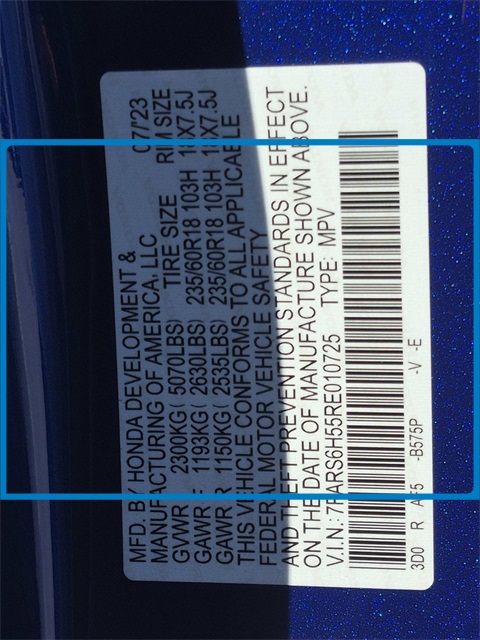 MFD. BY HONDA DEVELOPMENT & 07/'23
MANUFACTURING OF AMERICA, LLC
GVWR 2300KG ( 5070LBS) TIRE SIZE RIM SIZE
GAWR F 1193KG ( 2630LBS) 235/60R18 103H 18X7.5J
GAWR R 1150KG ( 2535LBS) 235/60R18 103H 18X7.5J
THIS VEHICLE CONFORMS TO ALL APPLICABLE
FEDERAL MOTOR VEHICLE SAFETY
AND THEFT PREVENTION STANDARDS IN EFFECT
ON THE DATE OF MANUFACTURE SHOWN ABOVE.
V.I.N.: 7FARS6H55RE010725 TYPE: MPV
3D0 R -B575P -V -E